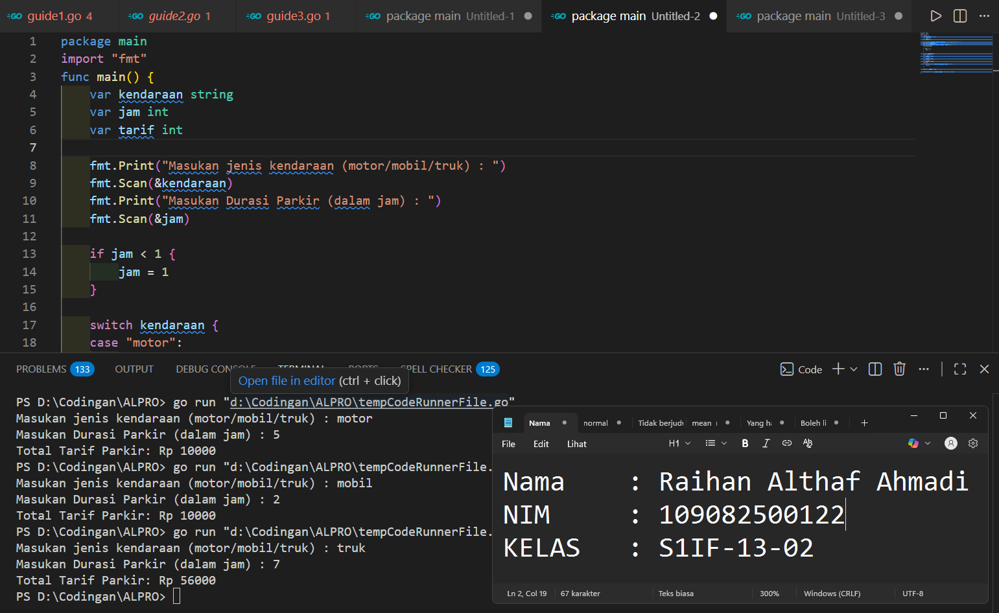 GO guide1.go 4 GO guide2.go 1 GO guide3.go 1 GO package main Untitled-1 GO package main Untitled-2 GO package main Untitled-3
1 package main
2 import "fmt"
3 func main() {
4 var kendaraan string
5 var jam int
6 var tarif int
7
8 fmt.Print("Masukan jenis kendaraan (motor/mobil/truk) : ")
9 fmt.Scan(&kendaraan)
10 fmt.Print("Masukan Durasi Parkir (dalam jam) : ")
11 fmt.Scan(&jam)
12
13 if jam < 1 {
14 jam = 1
15 }
16
17 switch kendaraan {
18 case "motor":
PROBLEMS 133 OUTPUT DEBUG CONSOLE TERMINAL PORTS SPELL CHECKER 125 Code
Open file in editor (ctrl + click)
PS D:\Codingan\ALPRO> go run "d:\Codingan\ALPRO\tempCodeRunnerFile.go"
Masukan jenis kendaraan (motor/mobil/truk) : motor
Masukan Durasi Parkir (dalam jam) : 5
Total Tarif Parkir: Rp 10000
PS D:\Codingan\ALPRO> go run "d:\Codingan\ALPRO\tempCodeRunnerFile.
Masukan jenis kendaraan (motor/mobil/truk) : mobil
Masukan Durasi Parkir (dalam jam) : 2
Total Tarif Parkir: Rp 10000
PS D:\Codingan\ALPRO> go run "d:\Codingan\ALPRO\tempCodeRunnerFile.
Masukan jenis kendaraan (motor/mobil/truk) : truk
Masukan Durasi Parkir (dalam jam) : 7
Total Tarif Parkir: Rp 56000
PS D:\Codingan\ALPRO>
Nama normal Tidak berjudu mean Yang ha Boleh li
File Edit Lihat H1 B I
Nama : Raihan Althaf Ahmadi
NIM : 109082500122
KELAS : S1IF-13-02
Ln 2, Col 19 67 karakter Teks biasa 300% Windows (CRLF) UTF-8